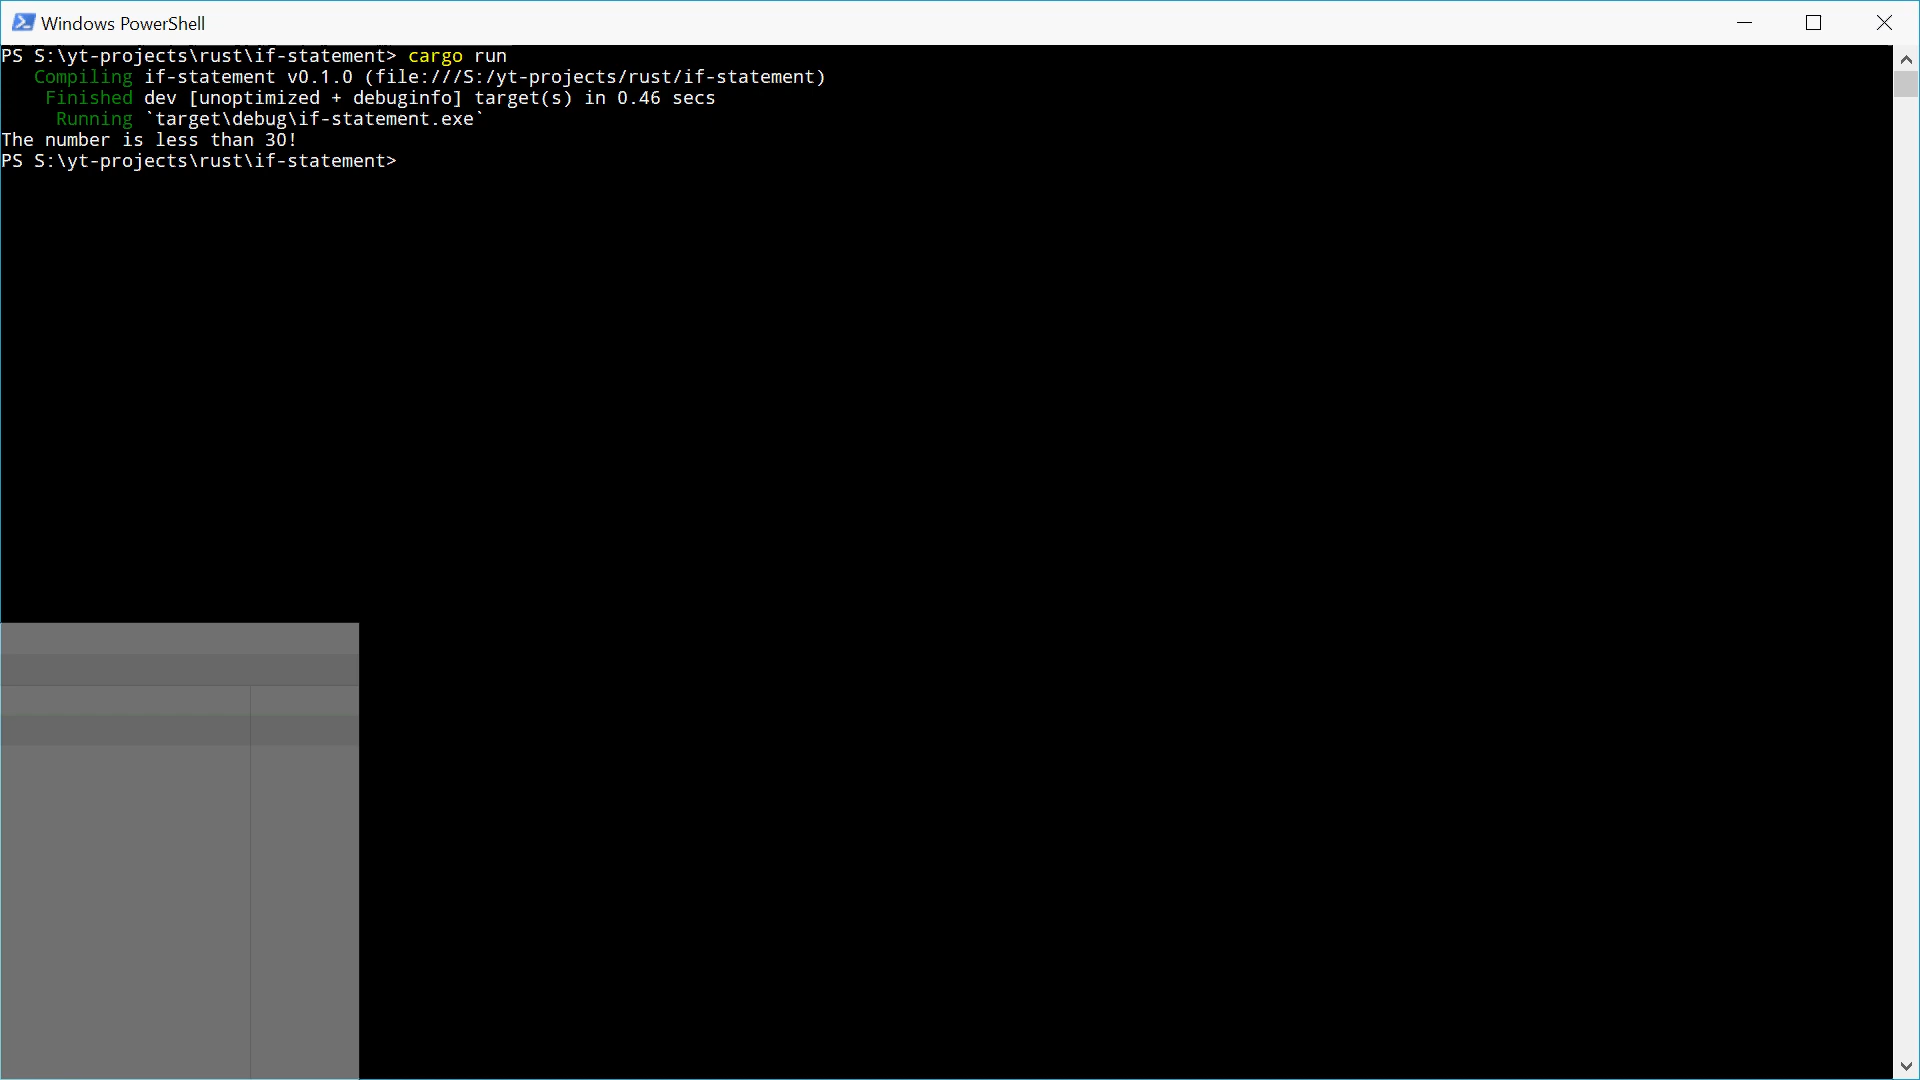 Windows PowerShell
PS S:\yt-projects\rust\if-statement> cargo run
   Compiling if-statement v0.1.0 (file:///S:/yt-projects/rust/if-statement)
    Finished dev [unoptimized + debuginfo] target(s) in 0.46 secs
     Running `target\debug\if-statement.exe`
The number is less than 30!
PS S:\yt-projects\rust\if-statement>